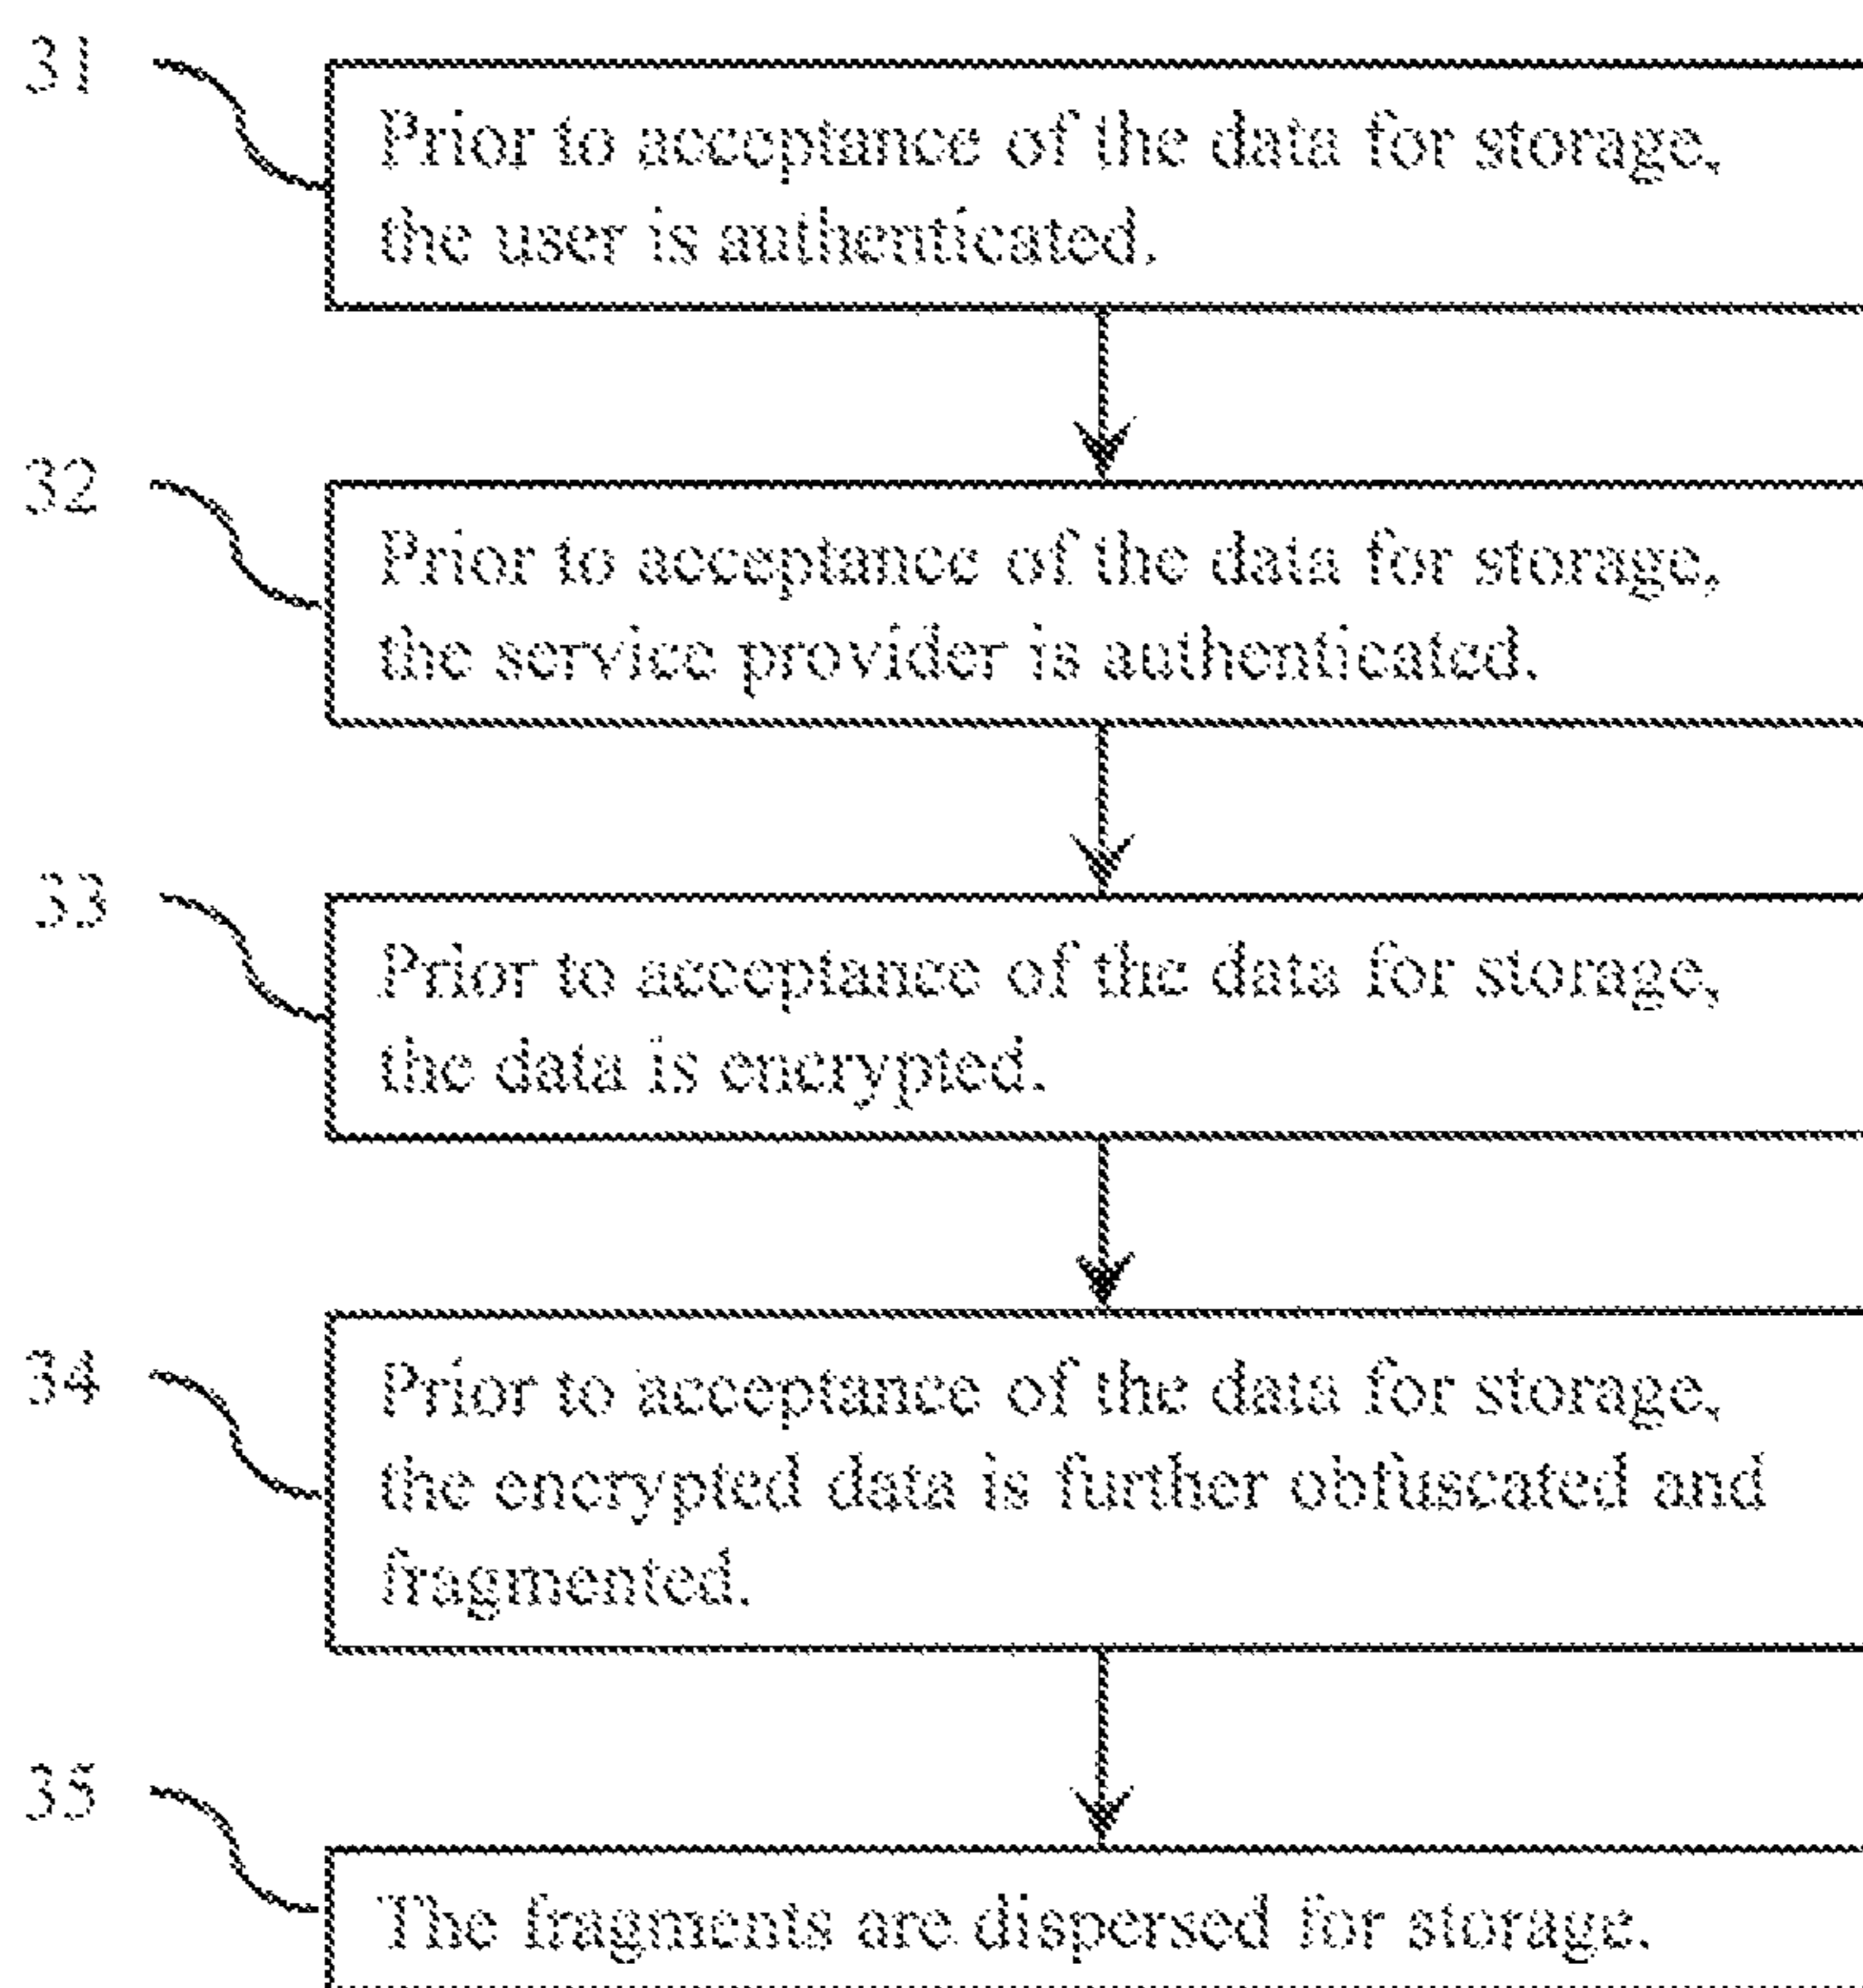 31
Prior to acceptance of the data for storage,
the user is authenticated.
32
Prior to acceptance of the data for storage,
the service provider is authenticated.
33
Prior to acceptance of the data for storage,
the data is encrypted.
34
Prior to acceptance of the data for storage,
the encrypted data is further obfuscated and
fragmented.
35
The fragments are dispersed for storage.